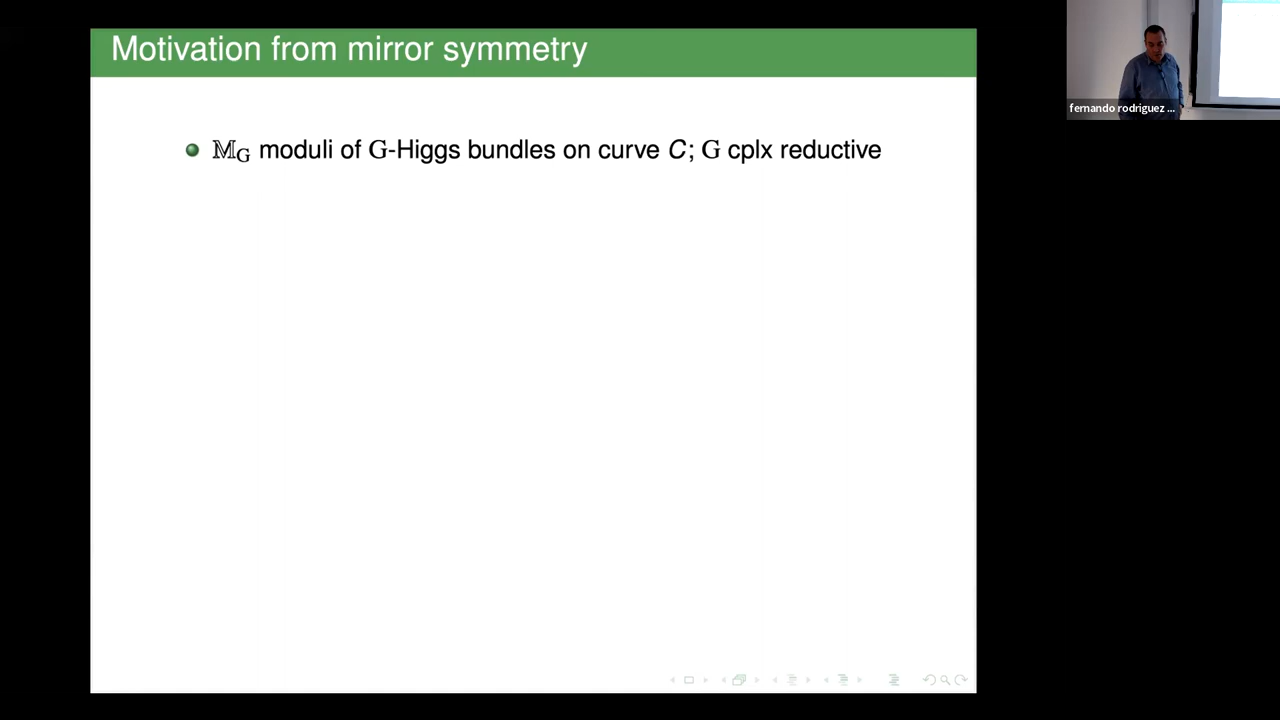 Motivation from mirror symmetry
𝕄_G moduli of G-Higgs bundles on curve C; G cplx reductive
fernando rodriguez ...